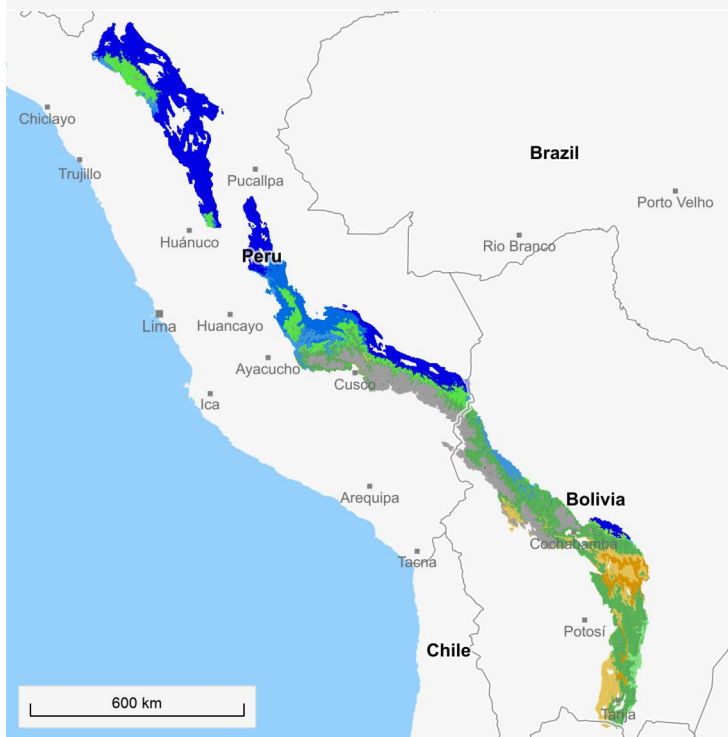 Chiclayo
Trujillo
Pucallpa
Brazil
Porto Velho
Huánuco
Rio Branco
Peru
Lima
Huancayo
Ayacucho
Cusco
Ica
Arequipa
Bolivia
Cochabamba
Tacna
Potosí
Chile
600 km
Tarija